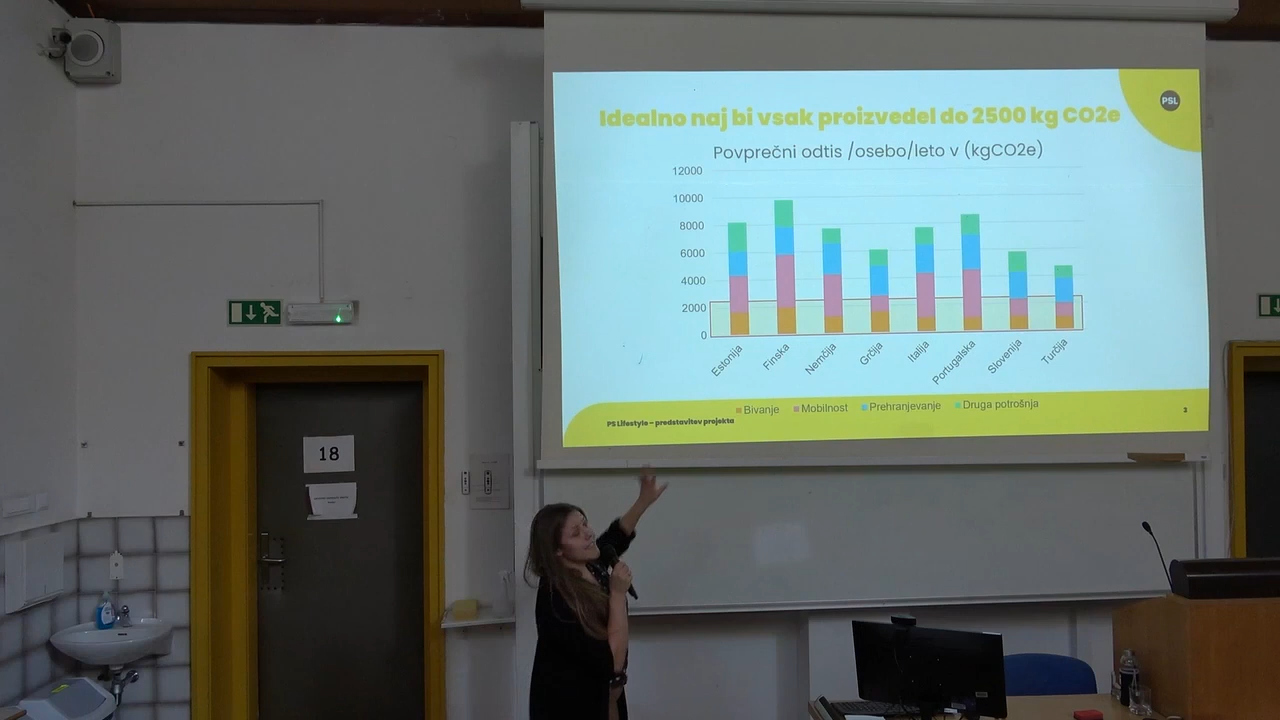 PSL
Idealno naj bi vsak proizvedel do 2500 kg CO2e
Povprečni odtis /osebo/leto v (kgCO2e)
12000
10000
8000
6000
4000
2000
0
Estonija
Finska
Nemčija
Grčija
Italija
Portugalska
Slovenija
Turčija
Bivanje
Mobilnost
Prehranjevanje
Druga potrošnja
PS Lifestyle – predstavitev projekta
18